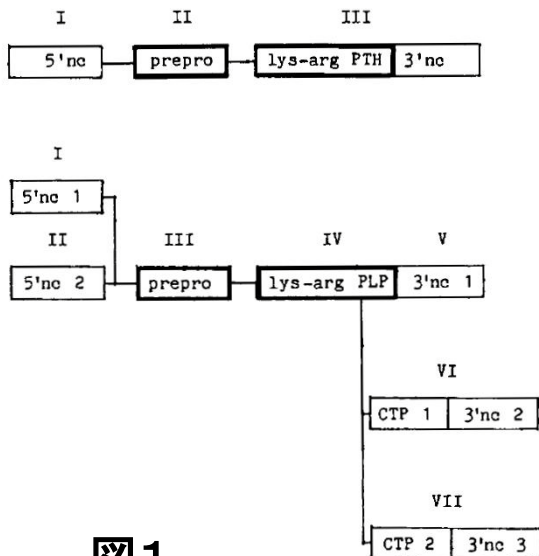 I II III
5'nc prepro lys-arg PTH 3'nc
I
5'nc 1
II III IV V
5'nc 2 prepro lys-arg PLP 3'nc 1
VI
CTP 1 3'nc 2
VII
CTP 2 3'nc 3
図1